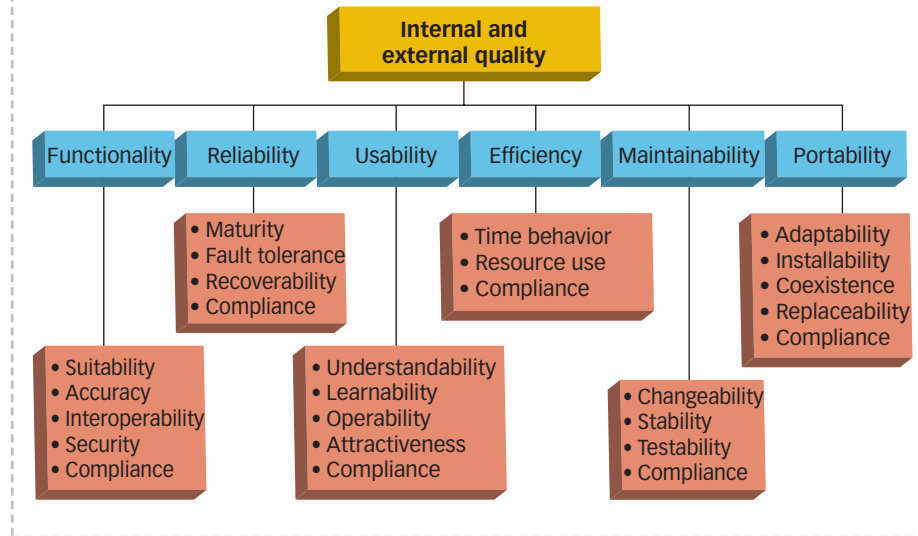 Internal and
external quality
Functionality
Reliability
Usability
Efficiency
Maintainability
Portability
• Suitability
• Accuracy
• Interoperability
• Security
• Compliance
• Maturity
• Fault tolerance
• Recoverability
• Compliance
• Understandability
• Learnability
• Operability
• Attractiveness
• Compliance
• Time behavior
• Resource use
• Compliance
• Changeability
• Stability
• Testability
• Compliance
• Adaptability
• Installability
• Coexistence
• Replaceability
• Compliance